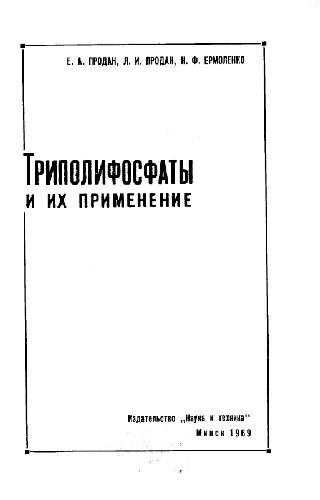 Е. А. ПРОДАН, Л. И. ПРОДАН, Н. Ф. ЕРМОЛЕНКО
ТРИПОЛИФОСФАТЫ
И ИХ ПРИМЕНЕНИЕ
Издательство „Наука и техника"
Минск 1969